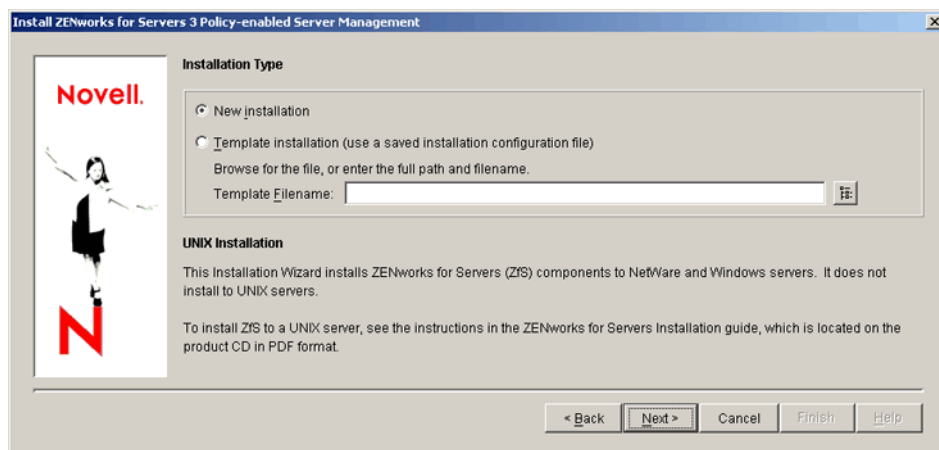 Install ZENworks for Servers 3 Policy-enabled Server Management
Novell.
N
Installation Type
New installation
Template installation (use a saved installation configuration file)
Browse for the file, or enter the full path and filename.
Template Filename:
UNIX Installation
This Installation Wizard installs ZENworks for Servers (ZfS) components to NetWare and Windows servers. It does not
install to UNIX servers.
To install ZfS to a UNIX server, see the instructions in the ZENworks for Servers Installation guide, which is located on the
product CD in PDF format.
< Back Next > Cancel Finish Help